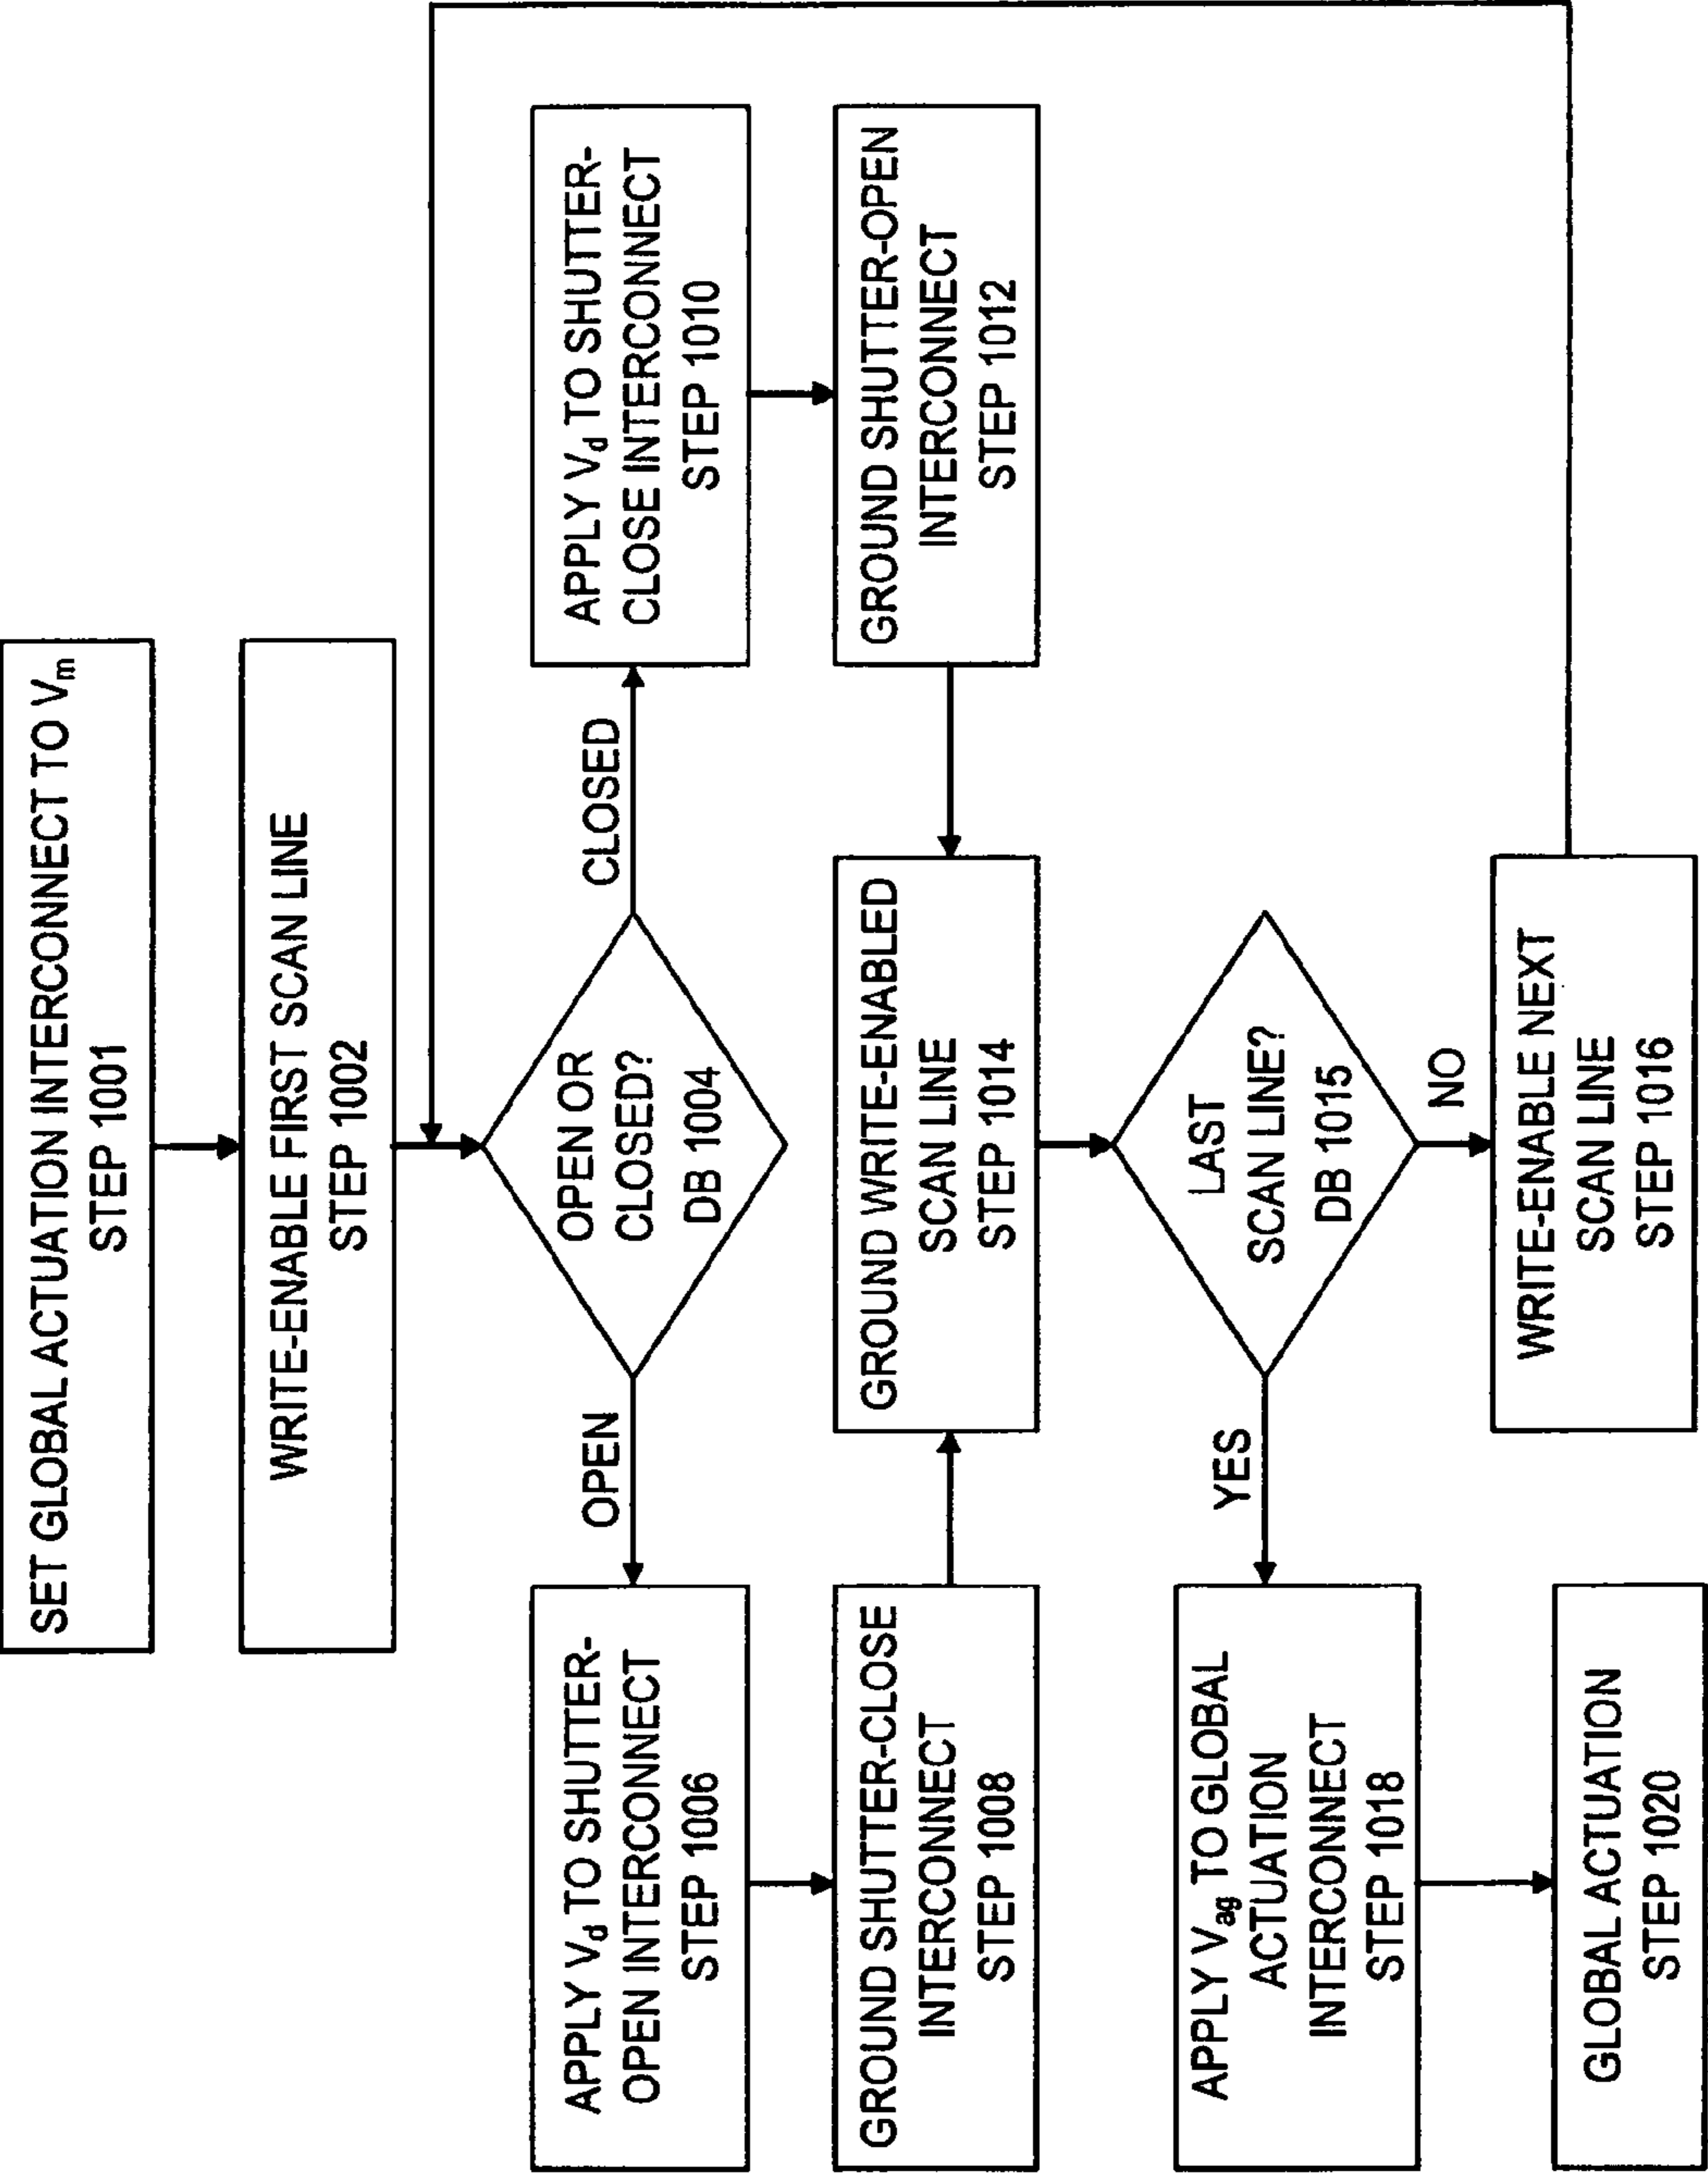 SET GLOBAL ACTUATION INTERCONNECT TO Vm
STEP 1001
WRITE-ENABLE FIRST SCAN LINE
STEP 1002
OPEN OR
CLOSED?
DB 1004
OPEN
CLOSED
APPLY Vd TO SHUTTER-
OPEN INTERCONNECT
STEP 1006
APPLY Vd TO SHUTTER-
CLOSE INTERCONNECT
STEP 1010
GROUND SHUTTER-CLOSE
INTERCONNECT
STEP 1008
GROUND WRITE-ENABLED
SCAN LINE
STEP 1014
GROUND SHUTTER-OPEN
INTERCONNECT
STEP 1012
LAST
SCAN LINE?
DB 1015
YES
NO
APPLY Vag TO GLOBAL
ACTUATION
INTERCONNECT
STEP 1018
WRITE-ENABLE NEXT
SCAN LINE
STEP 1016
GLOBAL ACTUATION
STEP 1020